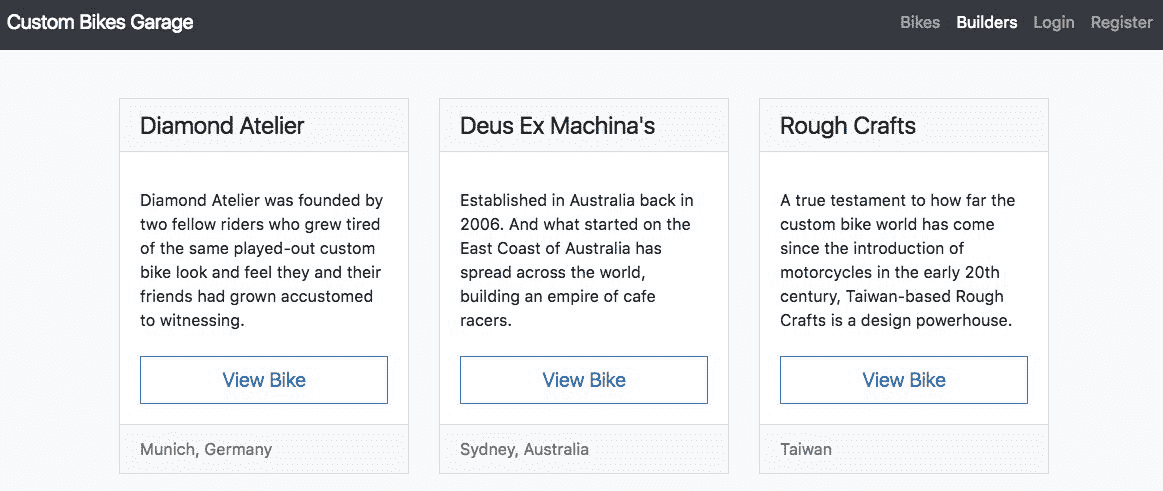 Custom Bikes Garage
Bikes Builders Login Register
Diamond Atelier
Diamond Atelier was founded by
two fellow riders who grew tired
of the same played-out custom
bike look and feel they and their
friends had grown accustomed
to witnessing.
View Bike
Munich, Germany
Deus Ex Machina's
Established in Australia back in
2006. And what started on the
East Coast of Australia has
spread across the world,
building an empire of cafe
racers.
View Bike
Sydney, Australia
Rough Crafts
A true testament to how far the
custom bike world has come
since the introduction of
motorcycles in the early 20th
century, Taiwan-based Rough
Crafts is a design powerhouse.
View Bike
Taiwan